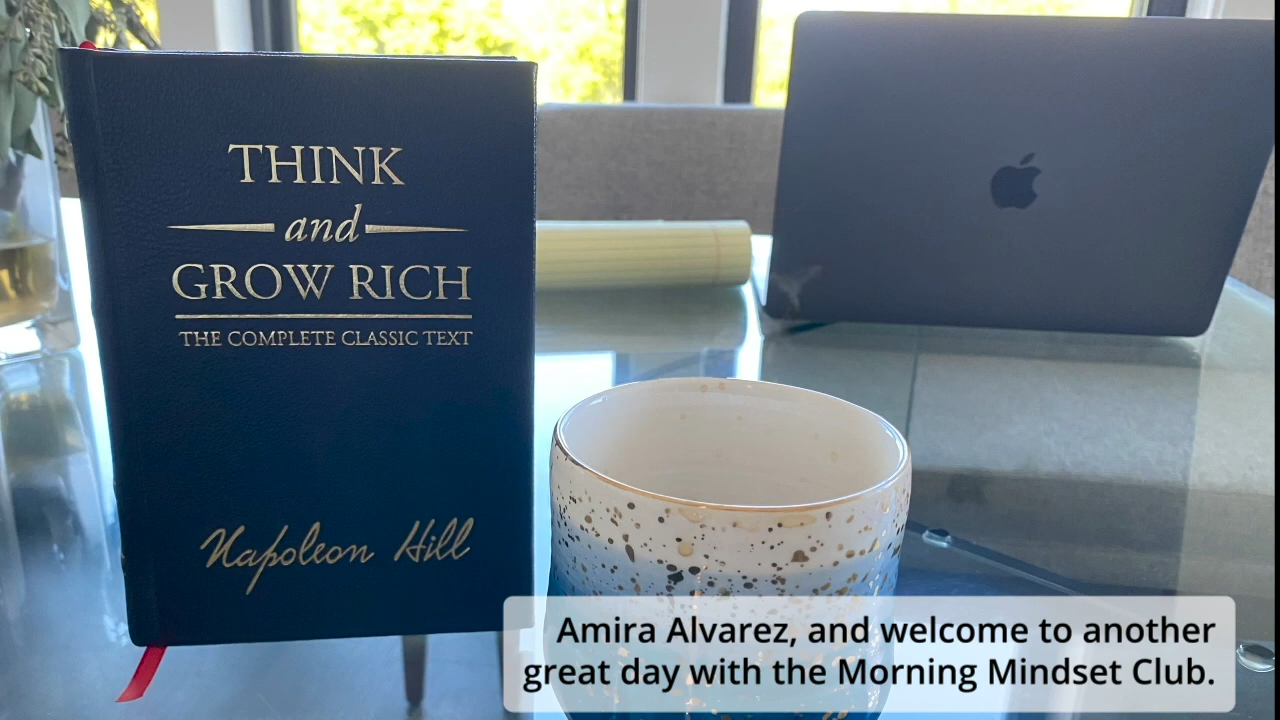 THINK
and
GROW RICH
THE COMPLETE CLASSIC TEXT
Napoleon Hill
Amira Alvarez, and welcome to another
great day with the Morning Mindset Club.